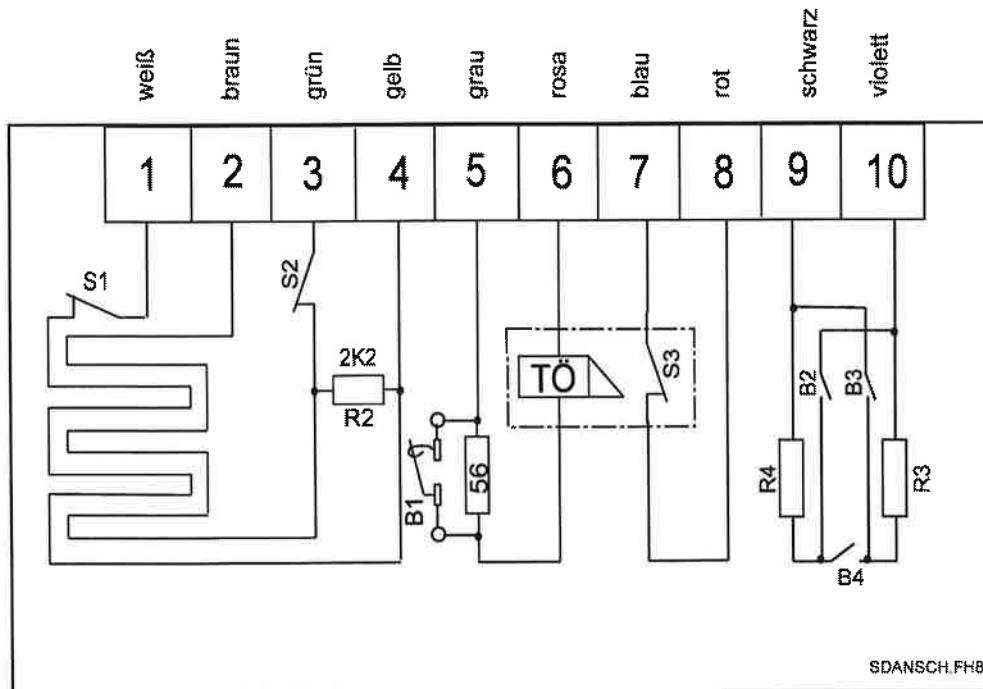 weiß
braun
grün
gelb
grau
rosa
blau
rot
schwarz
violett
1 2 3 4 5 6 7 8 9 10
S1
S2
2K2
R2
TÖ
S3
B2
B3
56
B1
R4
R3
B4
SDANSCH.FH8